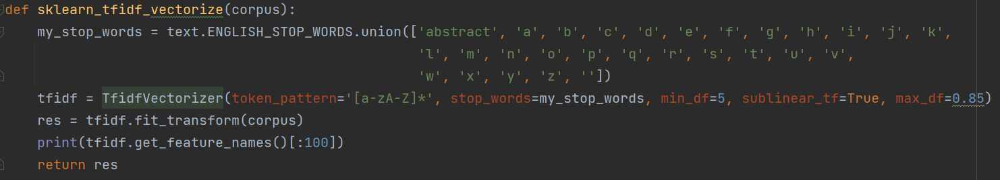 def sklearn_tfidf_vectorize(corpus):
    my_stop_words = text.ENGLISH_STOP_WORDS.union(['abstract', 'a', 'b', 'c', 'd', 'e', 'f', 'g', 'h', 'i', 'j', 'k',
                                                   'l', 'm', 'n', 'o', 'p', 'q', 'r', 's', 't', 'u', 'v',
                                                   'w', 'x', 'y', 'z', ''])
    tfidf = TfidfVectorizer(token_pattern='[a-zA-Z]*', stop_words=my_stop_words, min_df=5, sublinear_tf=True, max_df=0.85)
    res = tfidf.fit_transform(corpus)
    print(tfidf.get_feature_names()[:100])
    return res